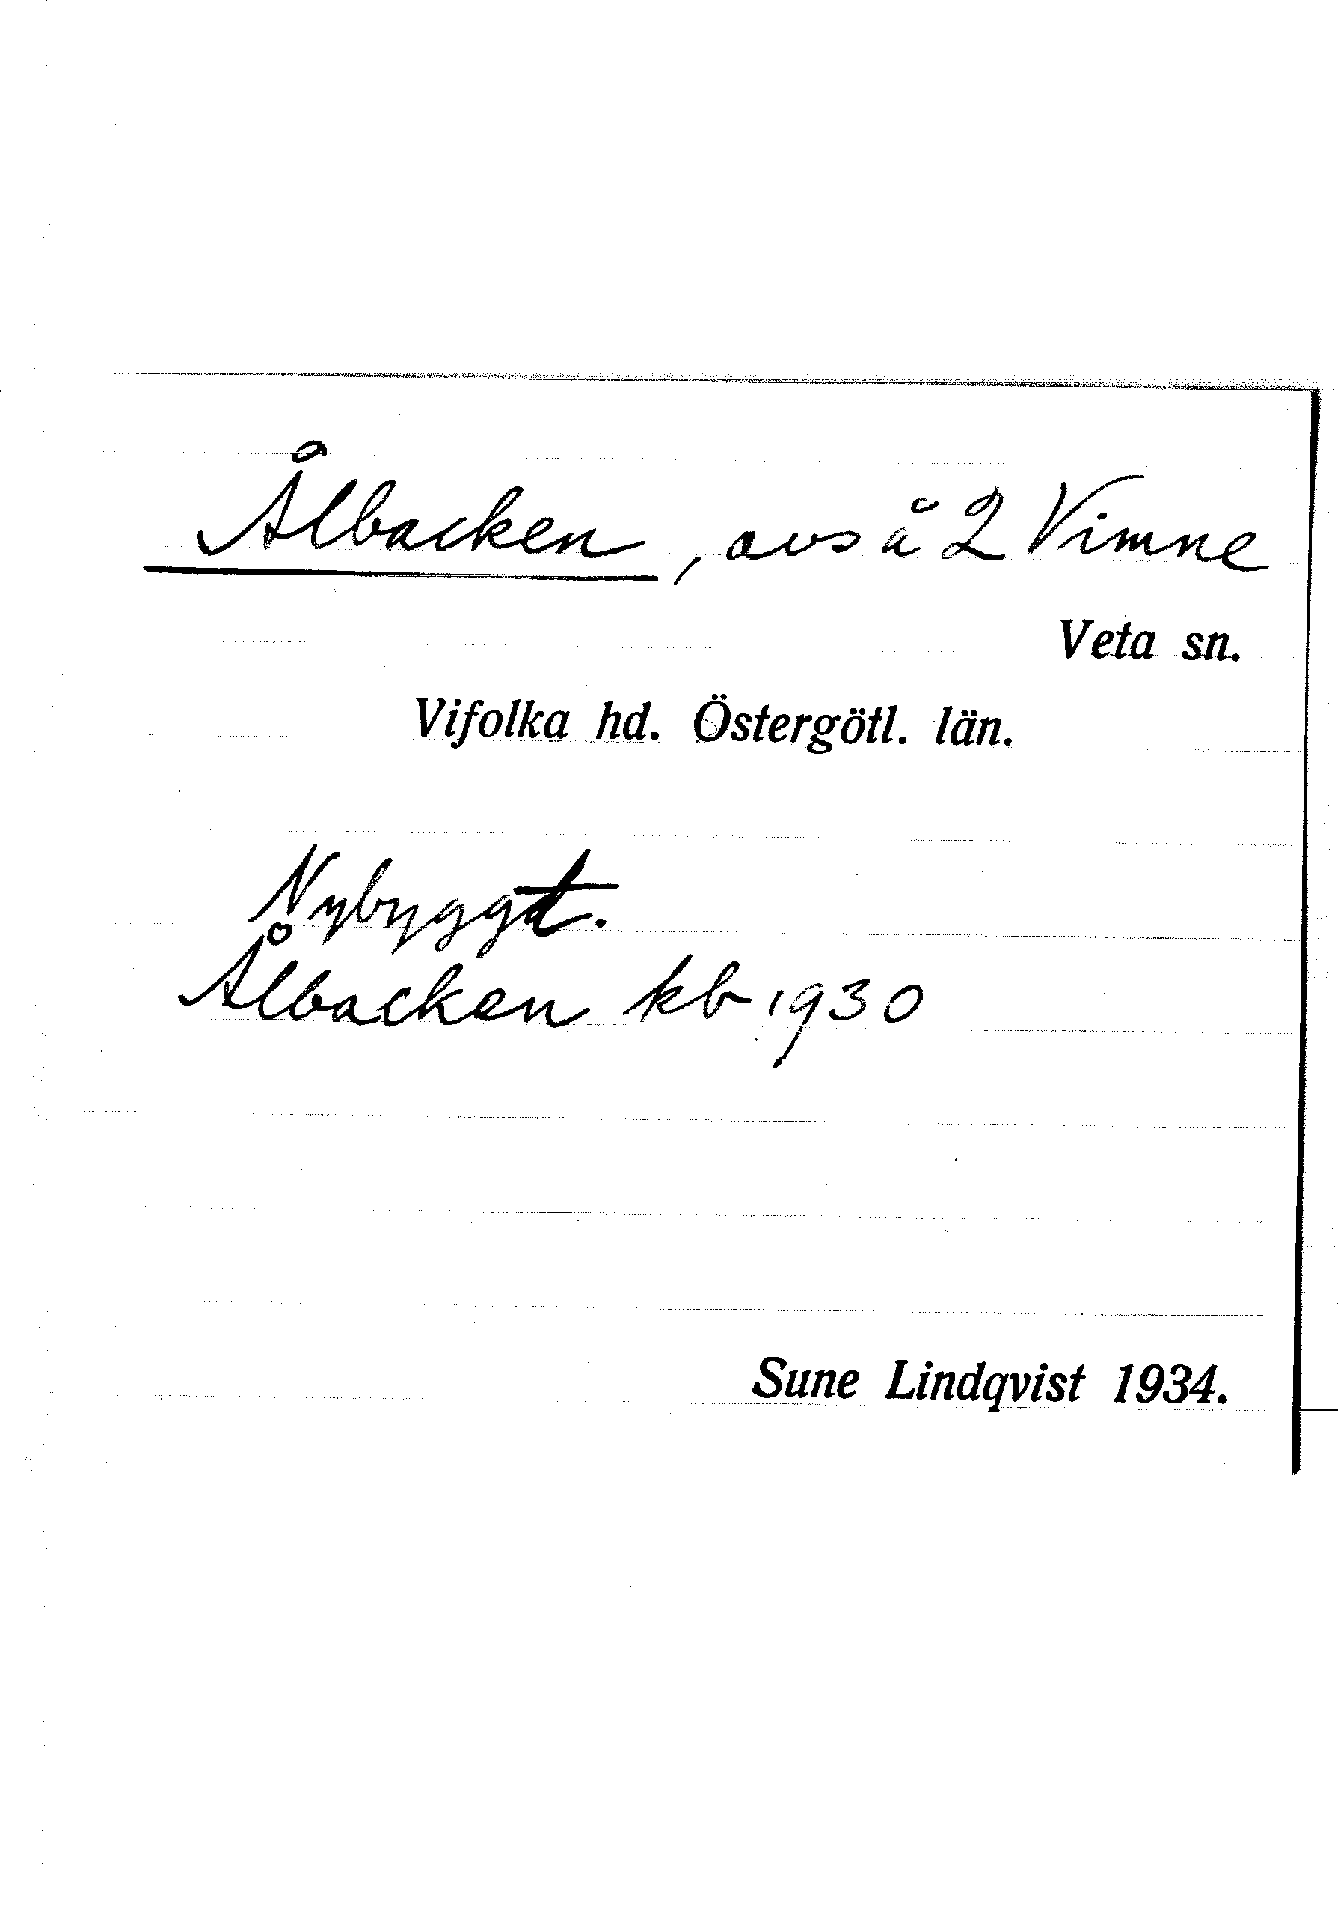 Ålbacken, avs å 2 Vimne
Veta sn.
Vifolka hd. Östergötl. län.
Nybyggt.
Ålbacken kb 1930
Sune Lindqvist 1934.